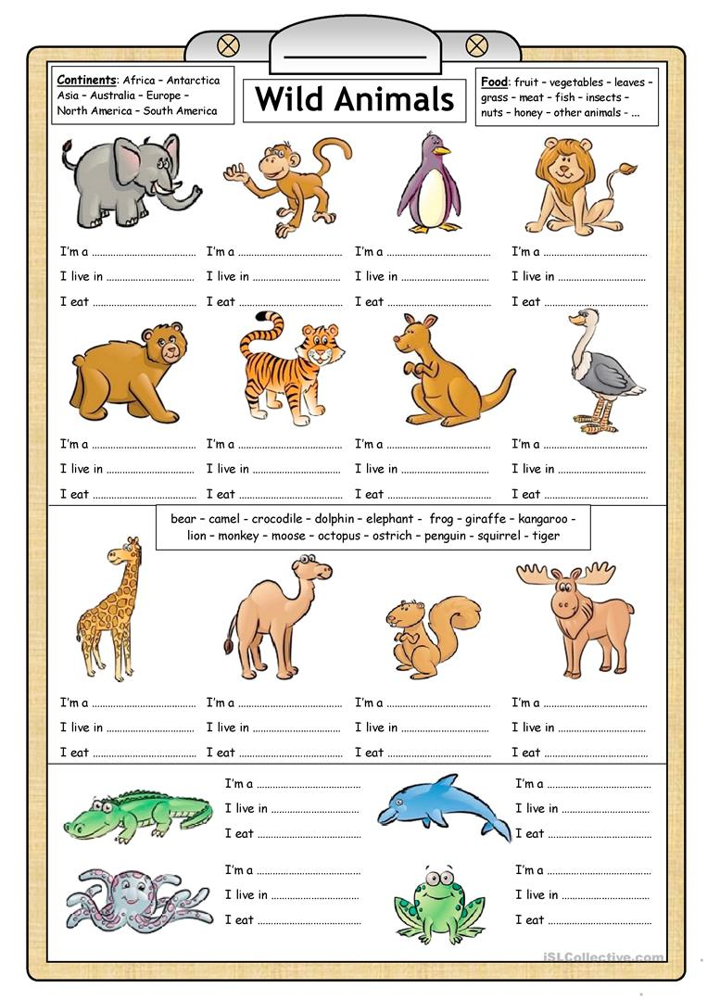 Continents: Africa – Antarctica
Asia – Australia – Europe –
North America – South America
Wild Animals
Food: fruit – vegetables – leaves –
grass – meat – fish – insects –
nuts – honey – other animals - ...
I'm a ................................ I'm a ................................ I'm a ................................ I'm a ................................
I live in ........................... I live in ........................... I live in ........................... I live in ...........................
I eat ................................ I eat ................................ I eat ................................ I eat ................................
I'm a ................................ I'm a ................................ I'm a ................................ I'm a ................................
I live in ........................... I live in ........................... I live in ........................... I live in ...........................
I eat ................................ I eat ................................ I eat ................................ I eat ................................
bear – camel - crocodile – dolphin – elephant - frog – giraffe – kangaroo -
lion – monkey – moose – octopus – ostrich – penguin - squirrel - tiger
I'm a ................................ I'm a ................................ I'm a ................................ I'm a ................................
I live in ........................... I live in ........................... I live in ........................... I live in ...........................
I eat ................................ I eat ................................ I eat ................................ I eat ................................
I'm a ................................ I'm a ................................
I live in ........................... I live in ...........................
I eat ................................ I eat ................................
I'm a ................................ I'm a ................................
I live in ........................... I live in ...........................
I eat ................................ I eat ................................
iSLCollective.com